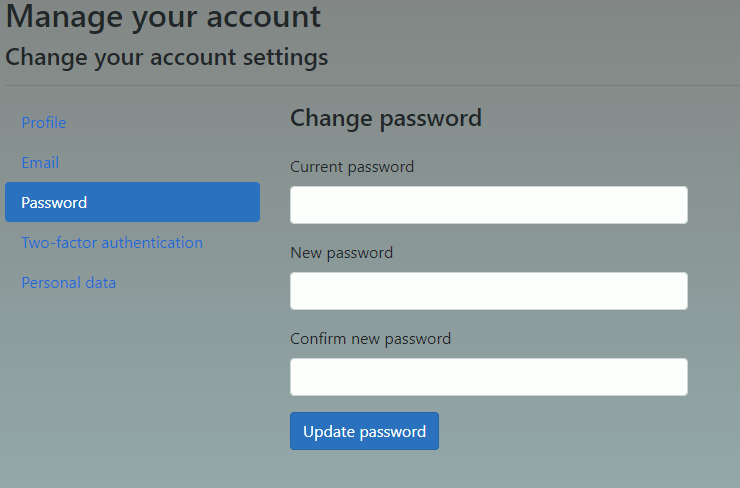 Manage your account
Change your account settings
Profile
Email
Password
Two-factor authentication
Personal data
Change password
Current password
New password
Confirm new password
Update password